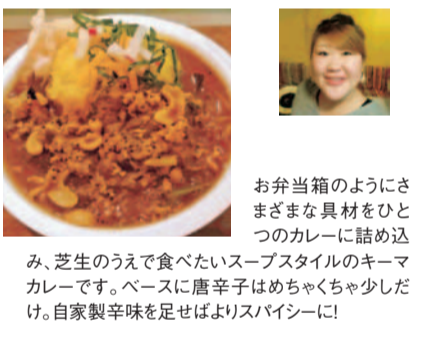 お弁当箱のようにさ
まざまな具材をひと
つのカレーに詰め込
み、芝生のうえで食べたいスープスタイルのキーマ
カレーです。ベースに唐辛子はめちゃくちゃ少しだ
け。自家製辛味を足せばよりスパイシーに!